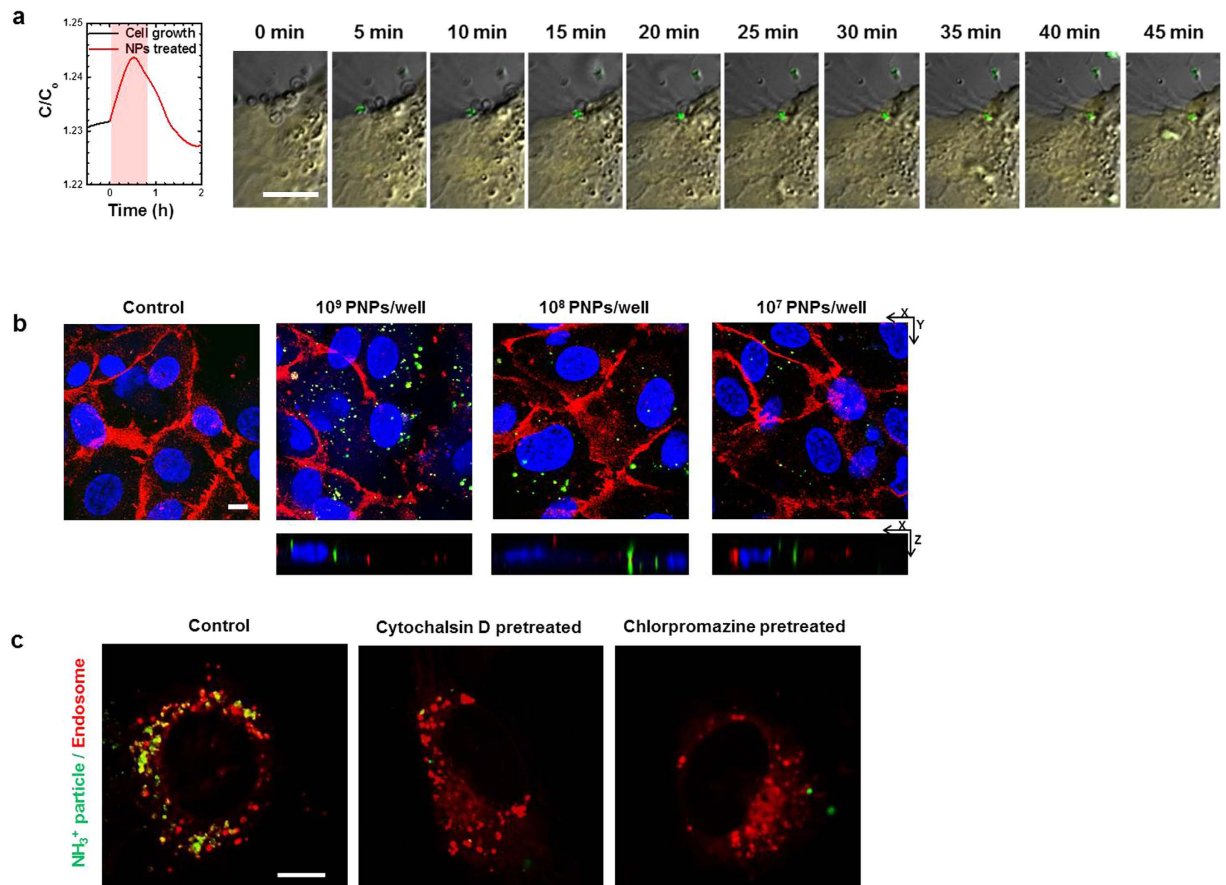 a
1.25
1.24
1.23
1.22
C/Co
0
1
2
Time (h)
Cell growth
NPs treated
0 min
5 min
10 min
15 min
20 min
25 min
30 min
35 min
40 min
45 min
b
Control
10⁹ PNPs/well
10⁸ PNPs/well
10⁷ PNPs/well
X
Y
X
Z
c
Control
Cytochalsin D pretreated
Chlorpromazine pretreated
NH₃⁺ particle / Endosome